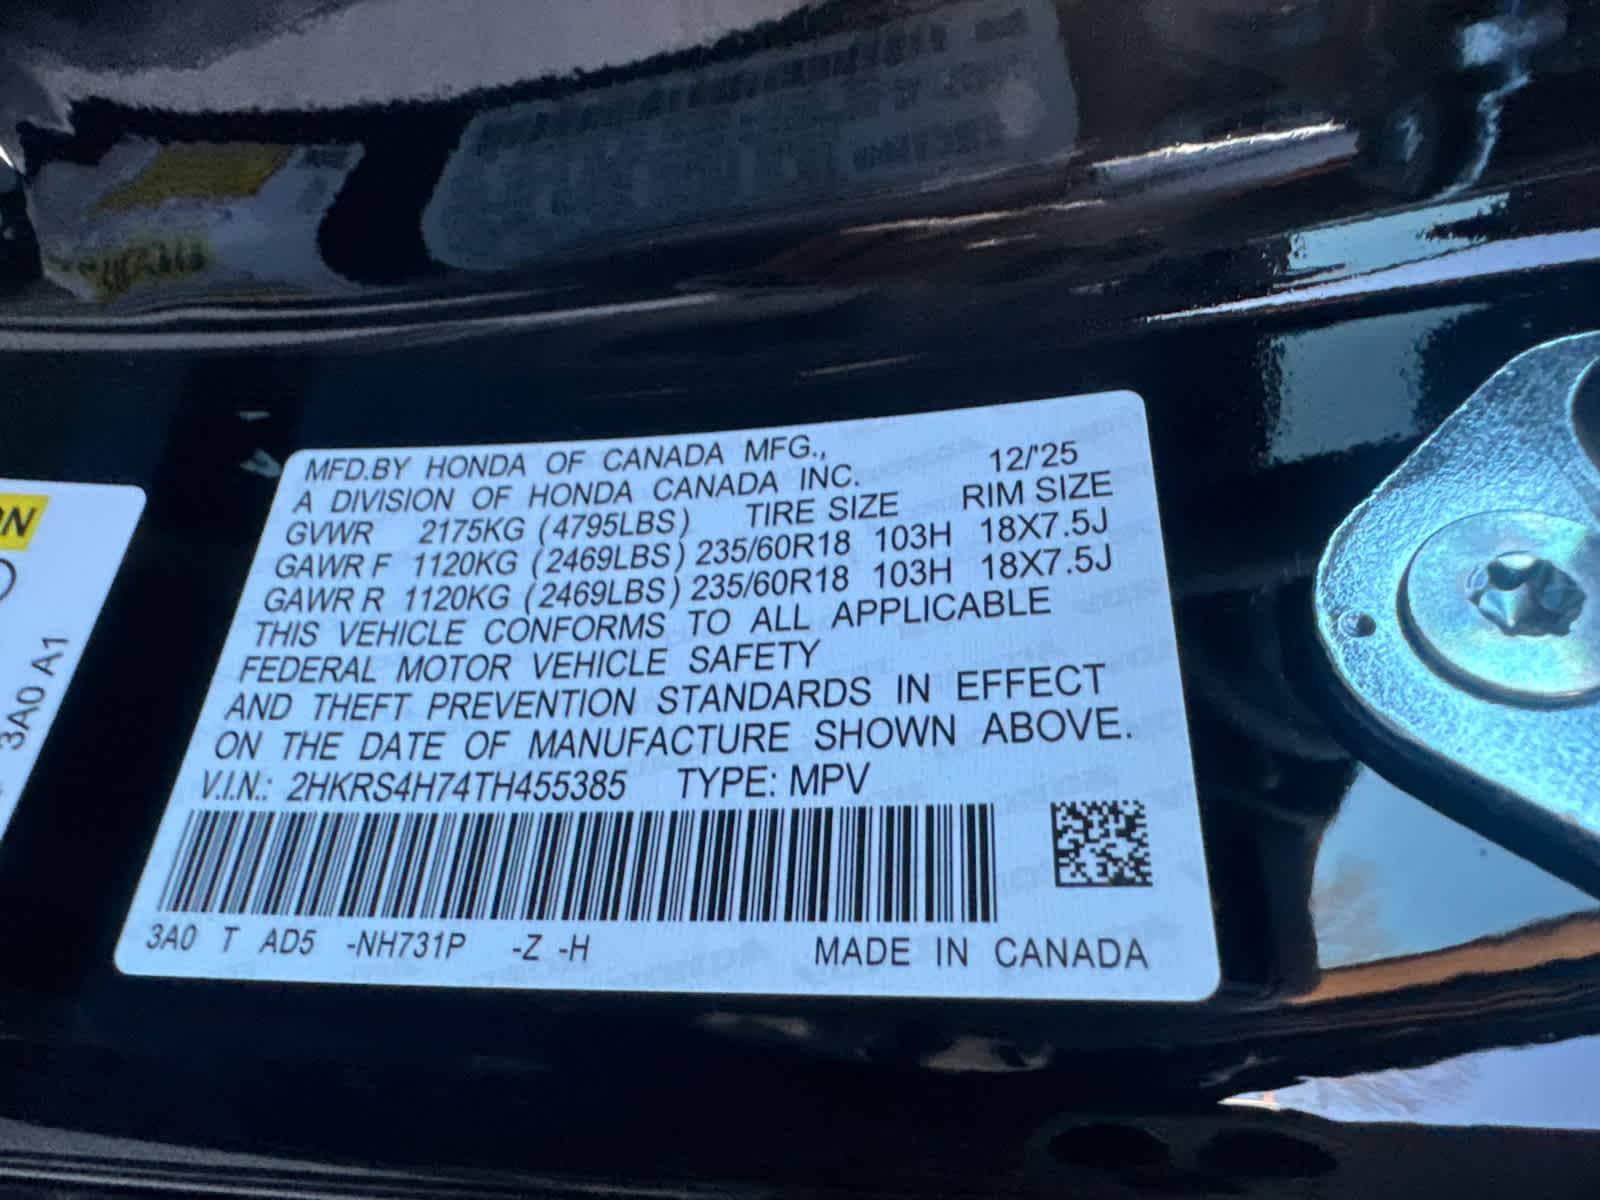 MFD.BY HONDA OF CANADA MFG., 12/'25
A DIVISION OF HONDA CANADA INC.
GVWR 2175KG (4795LBS) TIRE SIZE RIM SIZE
GAWR F 1120KG (2469LBS) 235/60R18 103H 18X7.5J
GAWR R 1120KG (2469LBS) 235/60R18 103H 18X7.5J
THIS VEHICLE CONFORMS TO ALL APPLICABLE
FEDERAL MOTOR VEHICLE SAFETY
AND THEFT PREVENTION STANDARDS IN EFFECT
ON THE DATE OF MANUFACTURE SHOWN ABOVE.
V.I.N.: 2HKRS4H74TH455385 TYPE: MPV
3A0 T AD5 -NH731P -Z -H MADE IN CANADA
3A0 A1